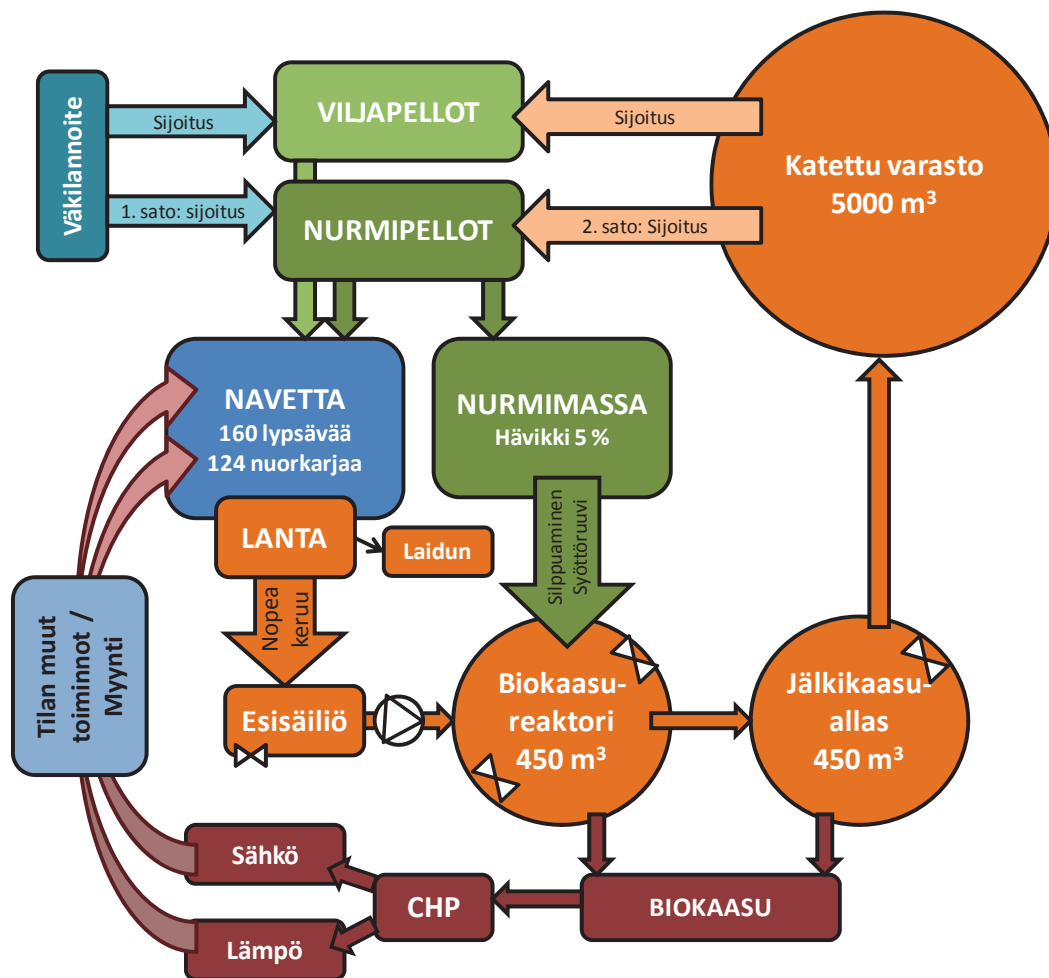 Väkilannoite
Sijoitus
VILJAPELLOT
Sijoitus
Katettu varasto
5000 m³
1. sato: sijoitus
NURMIPELLOT
2. sato: Sijoitus
NAVETTA
160 lypsävää
124 nuorkarjaa
NURMIMASSA
Hävikki 5 %
LANTA
Laidun
Silppuaminen
Syöttöruuvi
Nopea
keruu
Tilan muut
toiminnot /
Myynti
Esisäiliö
Biokaasu-
reaktori
450 m³
Jälkikaasu-
allas
450 m³
Sähkö
CHP
BIOKAASU
Lämpö